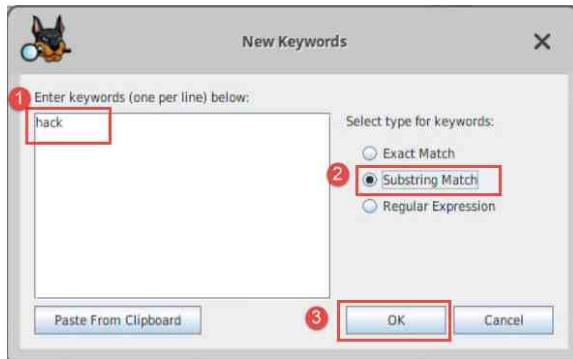 New Keywords
1
Enter keywords (one per line) below:
hack
Select type for keywords:
Exact Match
2
Substring Match
Regular Expression
Paste From Clipboard
3
OK
Cancel